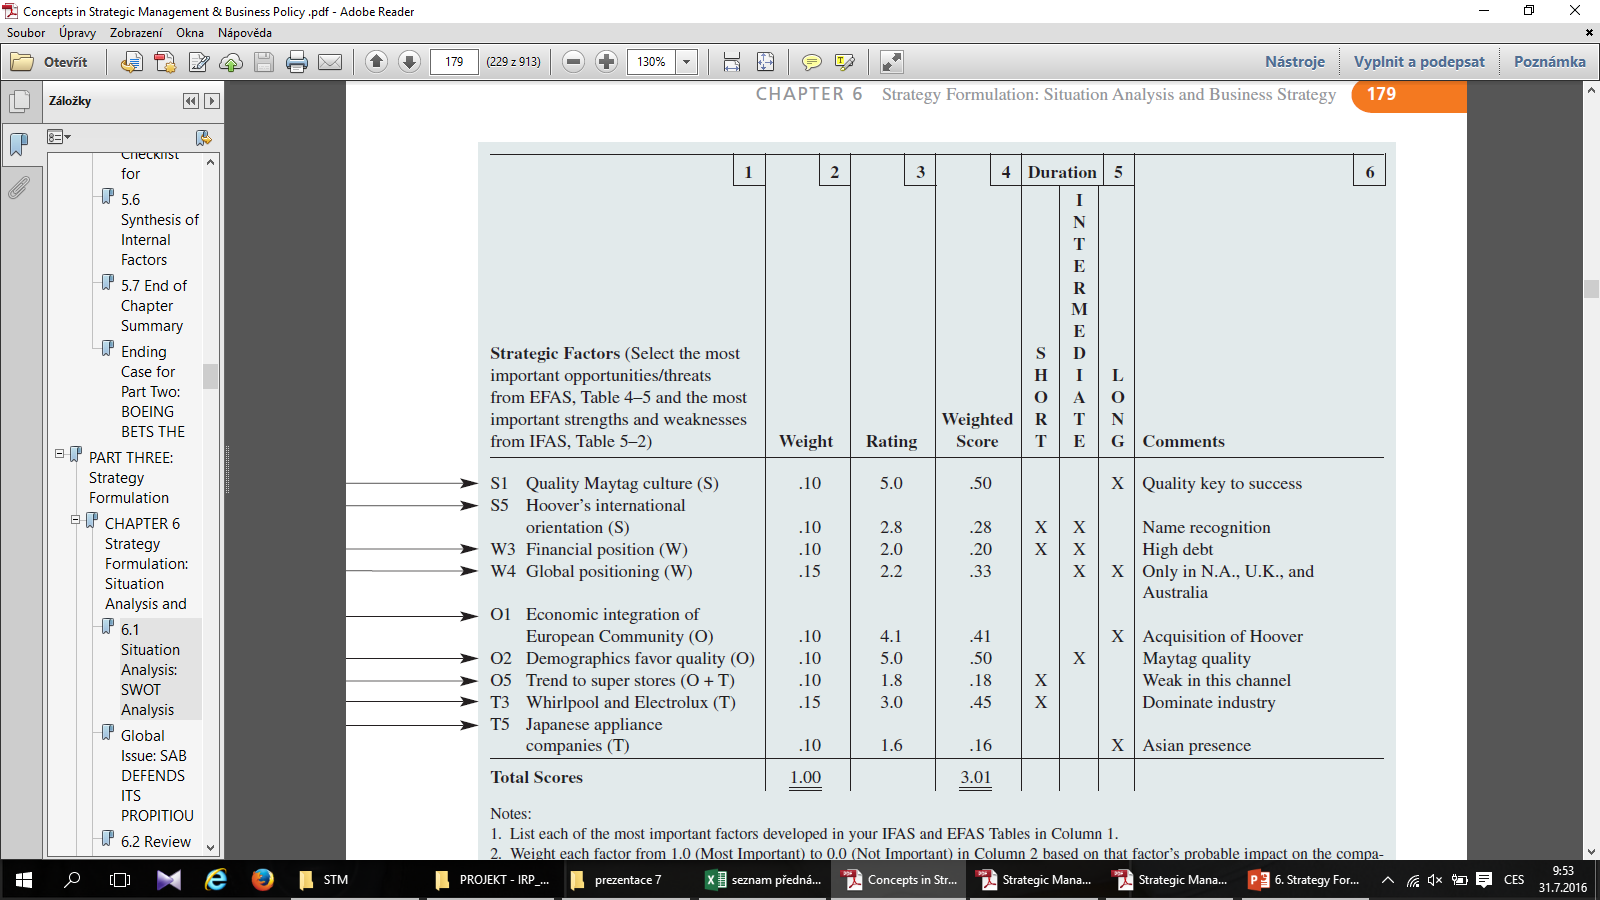 Concepts in Strategic Management & Business Policy .pdf - Adobe Reader
Soubor Úpravy Zobrazení Okna Nápověda
Otevřít 179 (229 z 913) 130% Nástroje Vyplnit a podepsat Poznámka
Záložky
Checklist
for
5.6
Synthesis of
Internal
Factors
5.7 End of
Chapter
Summary
Ending
Case for
Part Two:
BOEING
BETS THE
PART THREE:
Strategy
Formulation
CHAPTER 6
Strategy
Formulation:
Situation
Analysis and
6.1
Situation
Analysis:
SWOT
Analysis
Global
Issue: SAB
DEFENDS
ITS
PROPITIOU
6.2 Review
CHAPTER 6 Strategy Formulation: Situation Analysis and Business Strategy 179
1 2 3 4 Duration 5 6
Strategic Factors (Select the most
important opportunities/threats
from EFAS, Table 4–5 and the most
important strengths and weaknesses
from IFAS, Table 5–2)
Weight
Rating
Weighted
Score
SHORT
INTERMEDIATE
LONG
Comments
S1 Quality Maytag culture (S) .10 5.0 .50 X Quality key to success
S5 Hoover's international
orientation (S) .10 2.8 .28 X X Name recognition
W3 Financial position (W) .10 2.0 .20 X X High debt
W4 Global positioning (W) .15 2.2 .33 X X Only in N.A., U.K., and
Australia
O1 Economic integration of
European Community (O) .10 4.1 .41 X Acquisition of Hoover
O2 Demographics favor quality (O) .10 5.0 .50 X Maytag quality
O5 Trend to super stores (O + T) .10 1.8 .18 X Weak in this channel
T3 Whirlpool and Electrolux (T) .15 3.0 .45 X Dominate industry
T5 Japanese appliance
companies (T) .10 1.6 .16 X Asian presence
Total Scores 1.00 3.01
Notes:
1. List each of the most important factors developed in your IFAS and EFAS Tables in Column 1.
2. Weight each factor from 1.0 (Most Important) to 0.0 (Not Important) in Column 2 based on that factor's probable impact on the compa-
STM PROJEKT - IRP_... prezentace 7 seznam předná... Concepts in Str... Strategic Mana... Strategic Mana... 6. Strategy For... CES 9:53
31.7.2016